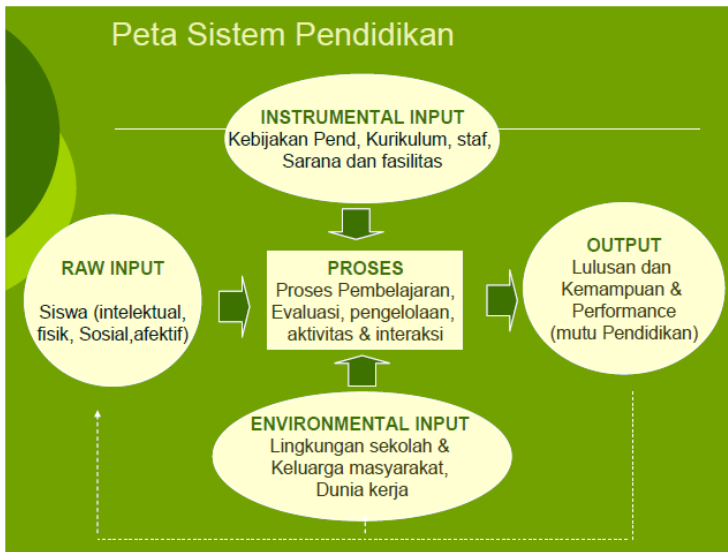 Peta Sistem Pendidikan
INSTRUMENTAL INPUT
Kebijakan Pend, Kurikulum, staf,
Sarana dan fasilitas
RAW INPUT
Siswa (intelektual,
fisik, Sosial,afektif)
PROSES
Proses Pembelajaran,
Evaluasi, pengelolaan,
aktivitas & interaksi
OUTPUT
Lulusan dan
Kemampuan &
Performance
(mutu Pendidikan)
ENVIRONMENTAL INPUT
Lingkungan sekolah &
Keluarga masyarakat,
Dunia kerja